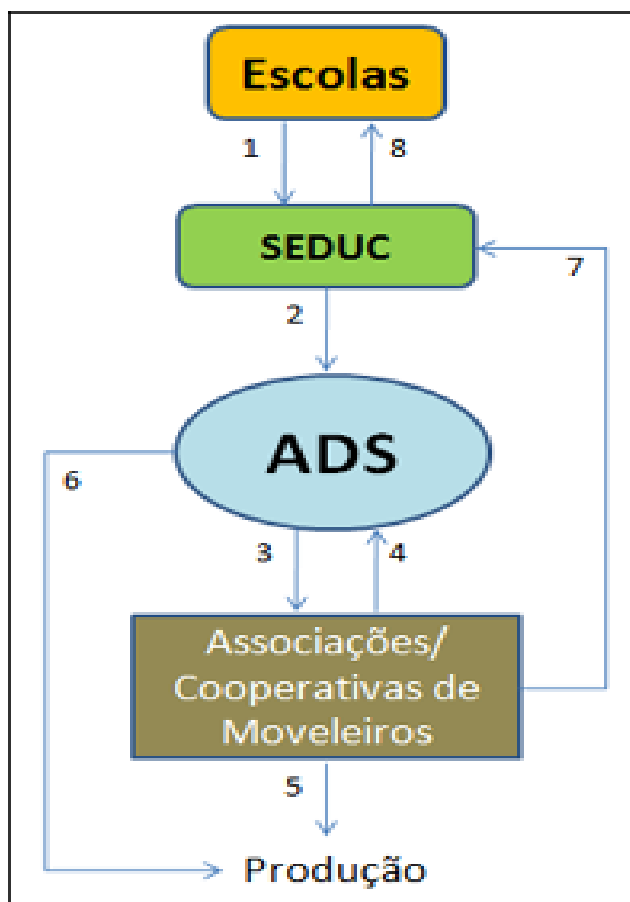 Escolas
1
8
SEDUC
7
2
ADS
6
3
4
Associações/
Cooperativas de
Moveleiros
5
Produção